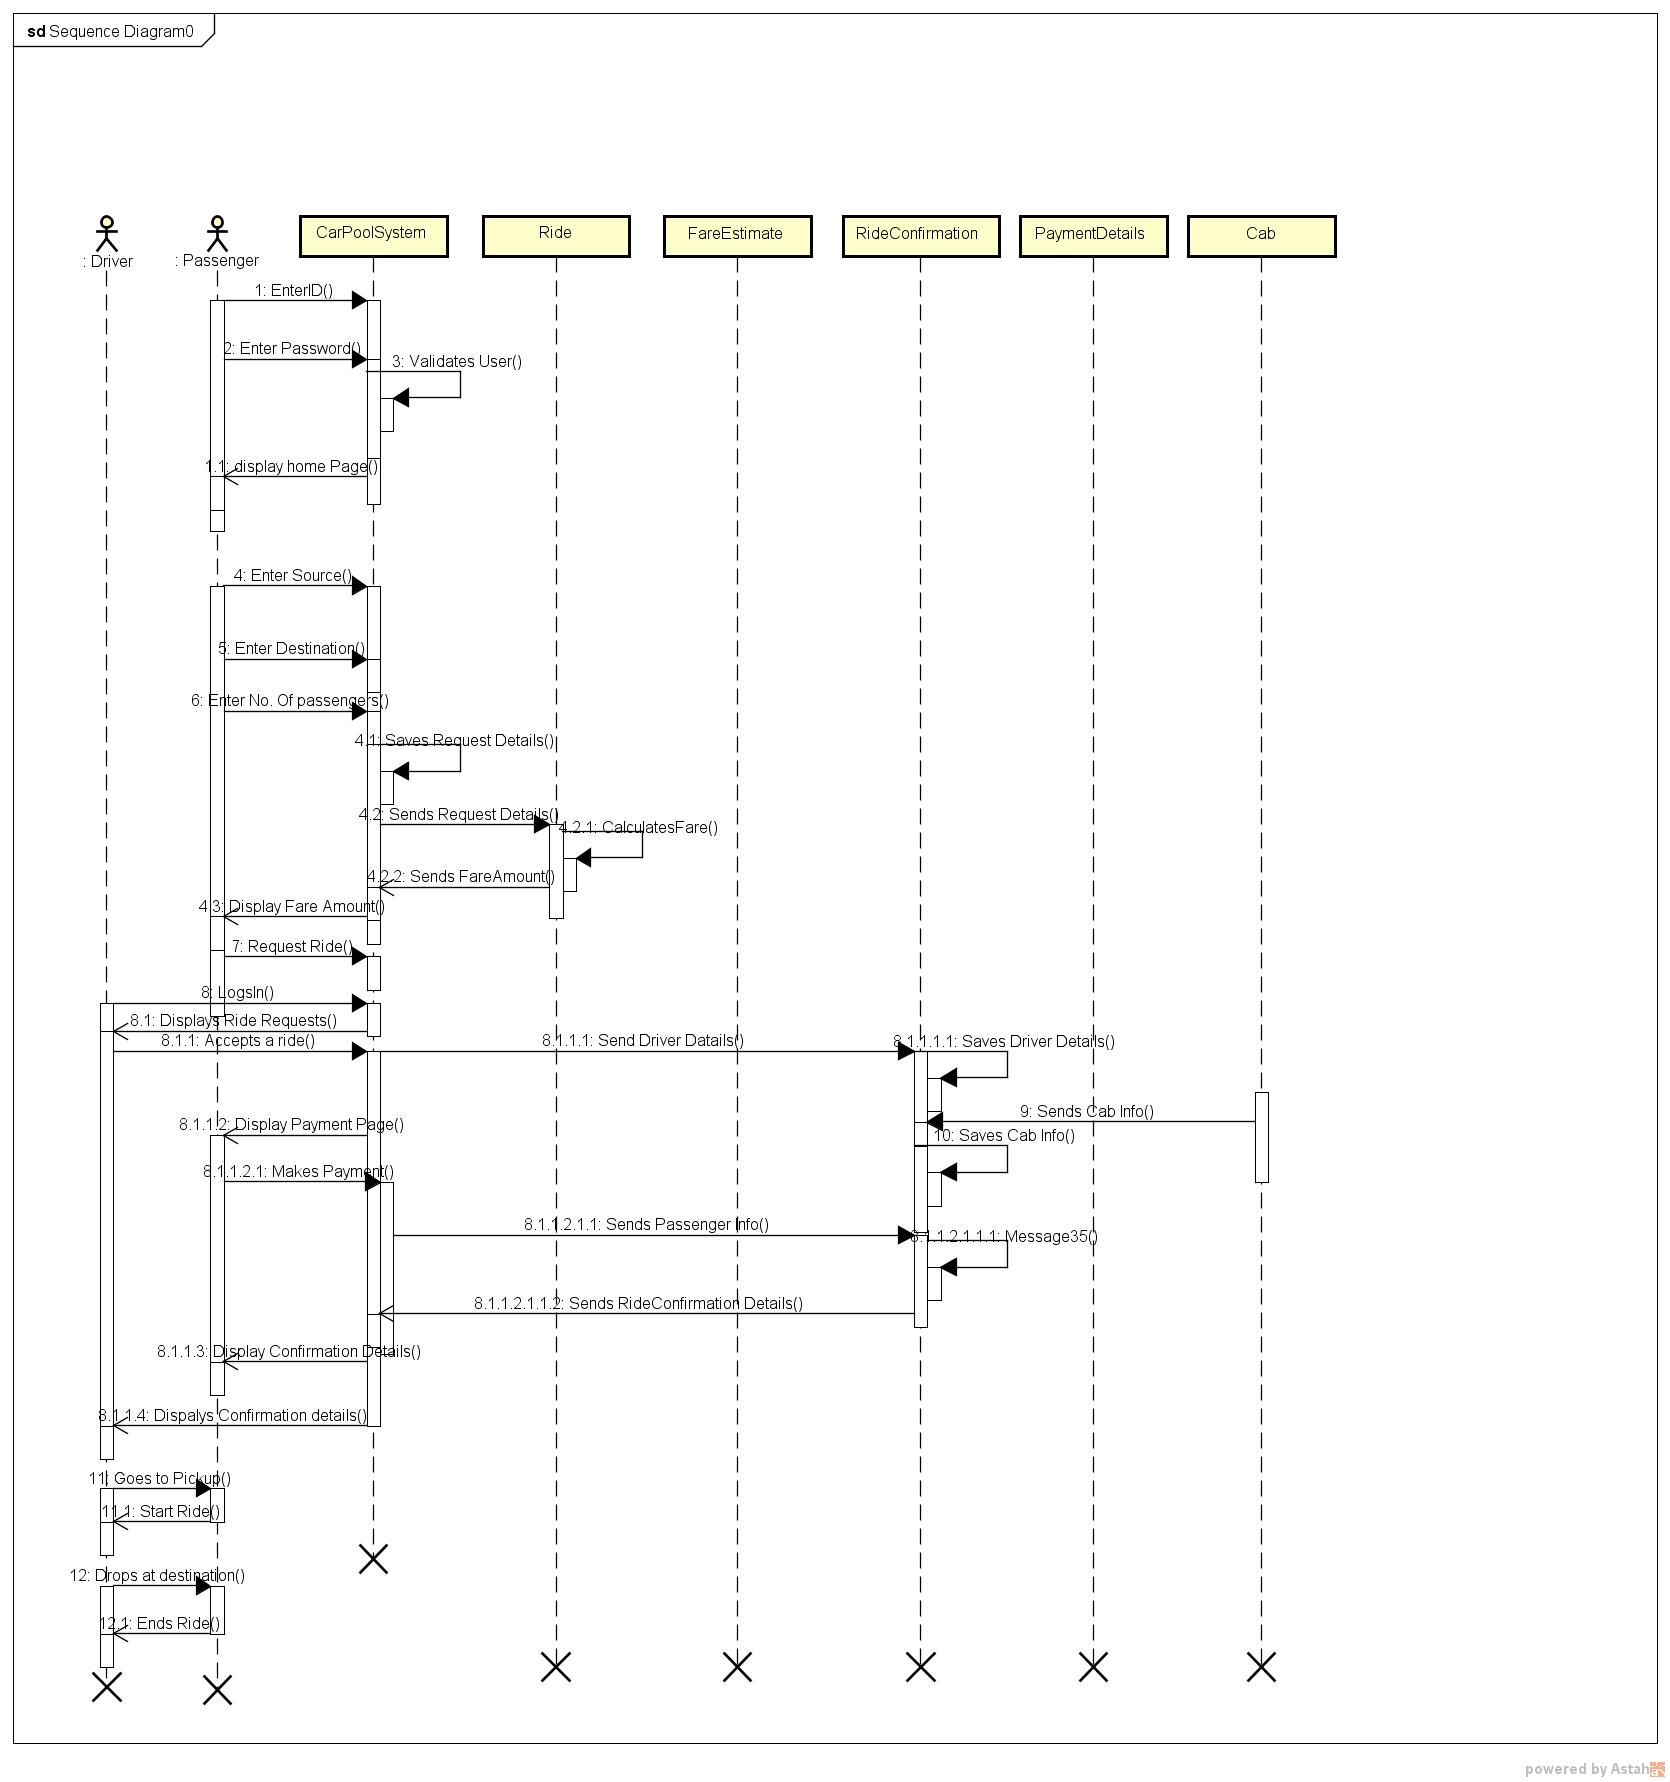 sd Sequence Diagram0
: Driver
: Passenger
CarPoolSystem
Ride
FareEstimate
RideConfirmation
PaymentDetails
Cab
1: EnterID()
2: Enter Password()
3: Validates User()
1.1: display home Page()
4: Enter Source()
5: Enter Destination()
6: Enter No. Of passengers()
4.1: Saves Request Details()
4.2: Sends Request Details()
4.2.1: CalculatesFare()
4.2.2: Sends FareAmount()
4.3: Display Fare Amount()
7: Request Ride()
8: LogsIn()
8.1: Displays Ride Requests()
8.1.1: Accepts a ride()
8.1.1.1: Send Driver Datails()
8.1.1.1.1: Saves Driver Details()
9: Sends Cab Info()
8.1.1.2: Display Payment Page()
10: Saves Cab Info()
8.1.1.2.1: Makes Payment()
8.1.1.2.1.1: Sends Passenger Info()
8.1.1.2.1.1.1: Message35()
8.1.1.2.1.1.2: Sends RideConfirmation Details()
8.1.1.3: Display Confirmation Details()
8.1.1.4: Dispalys Confirmation details()
11: Goes to Pickup()
11.1: Start Ride()
12: Drops at destination()
12.1: Ends Ride()
powered by Astah